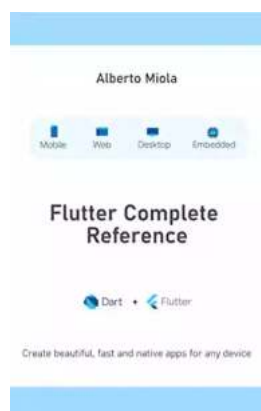 Alberto Miola
Mobile Web Desktop Embedded
Flutter Complete
Reference
Dart + Flutter
Create beautiful, fast and native apps for any device